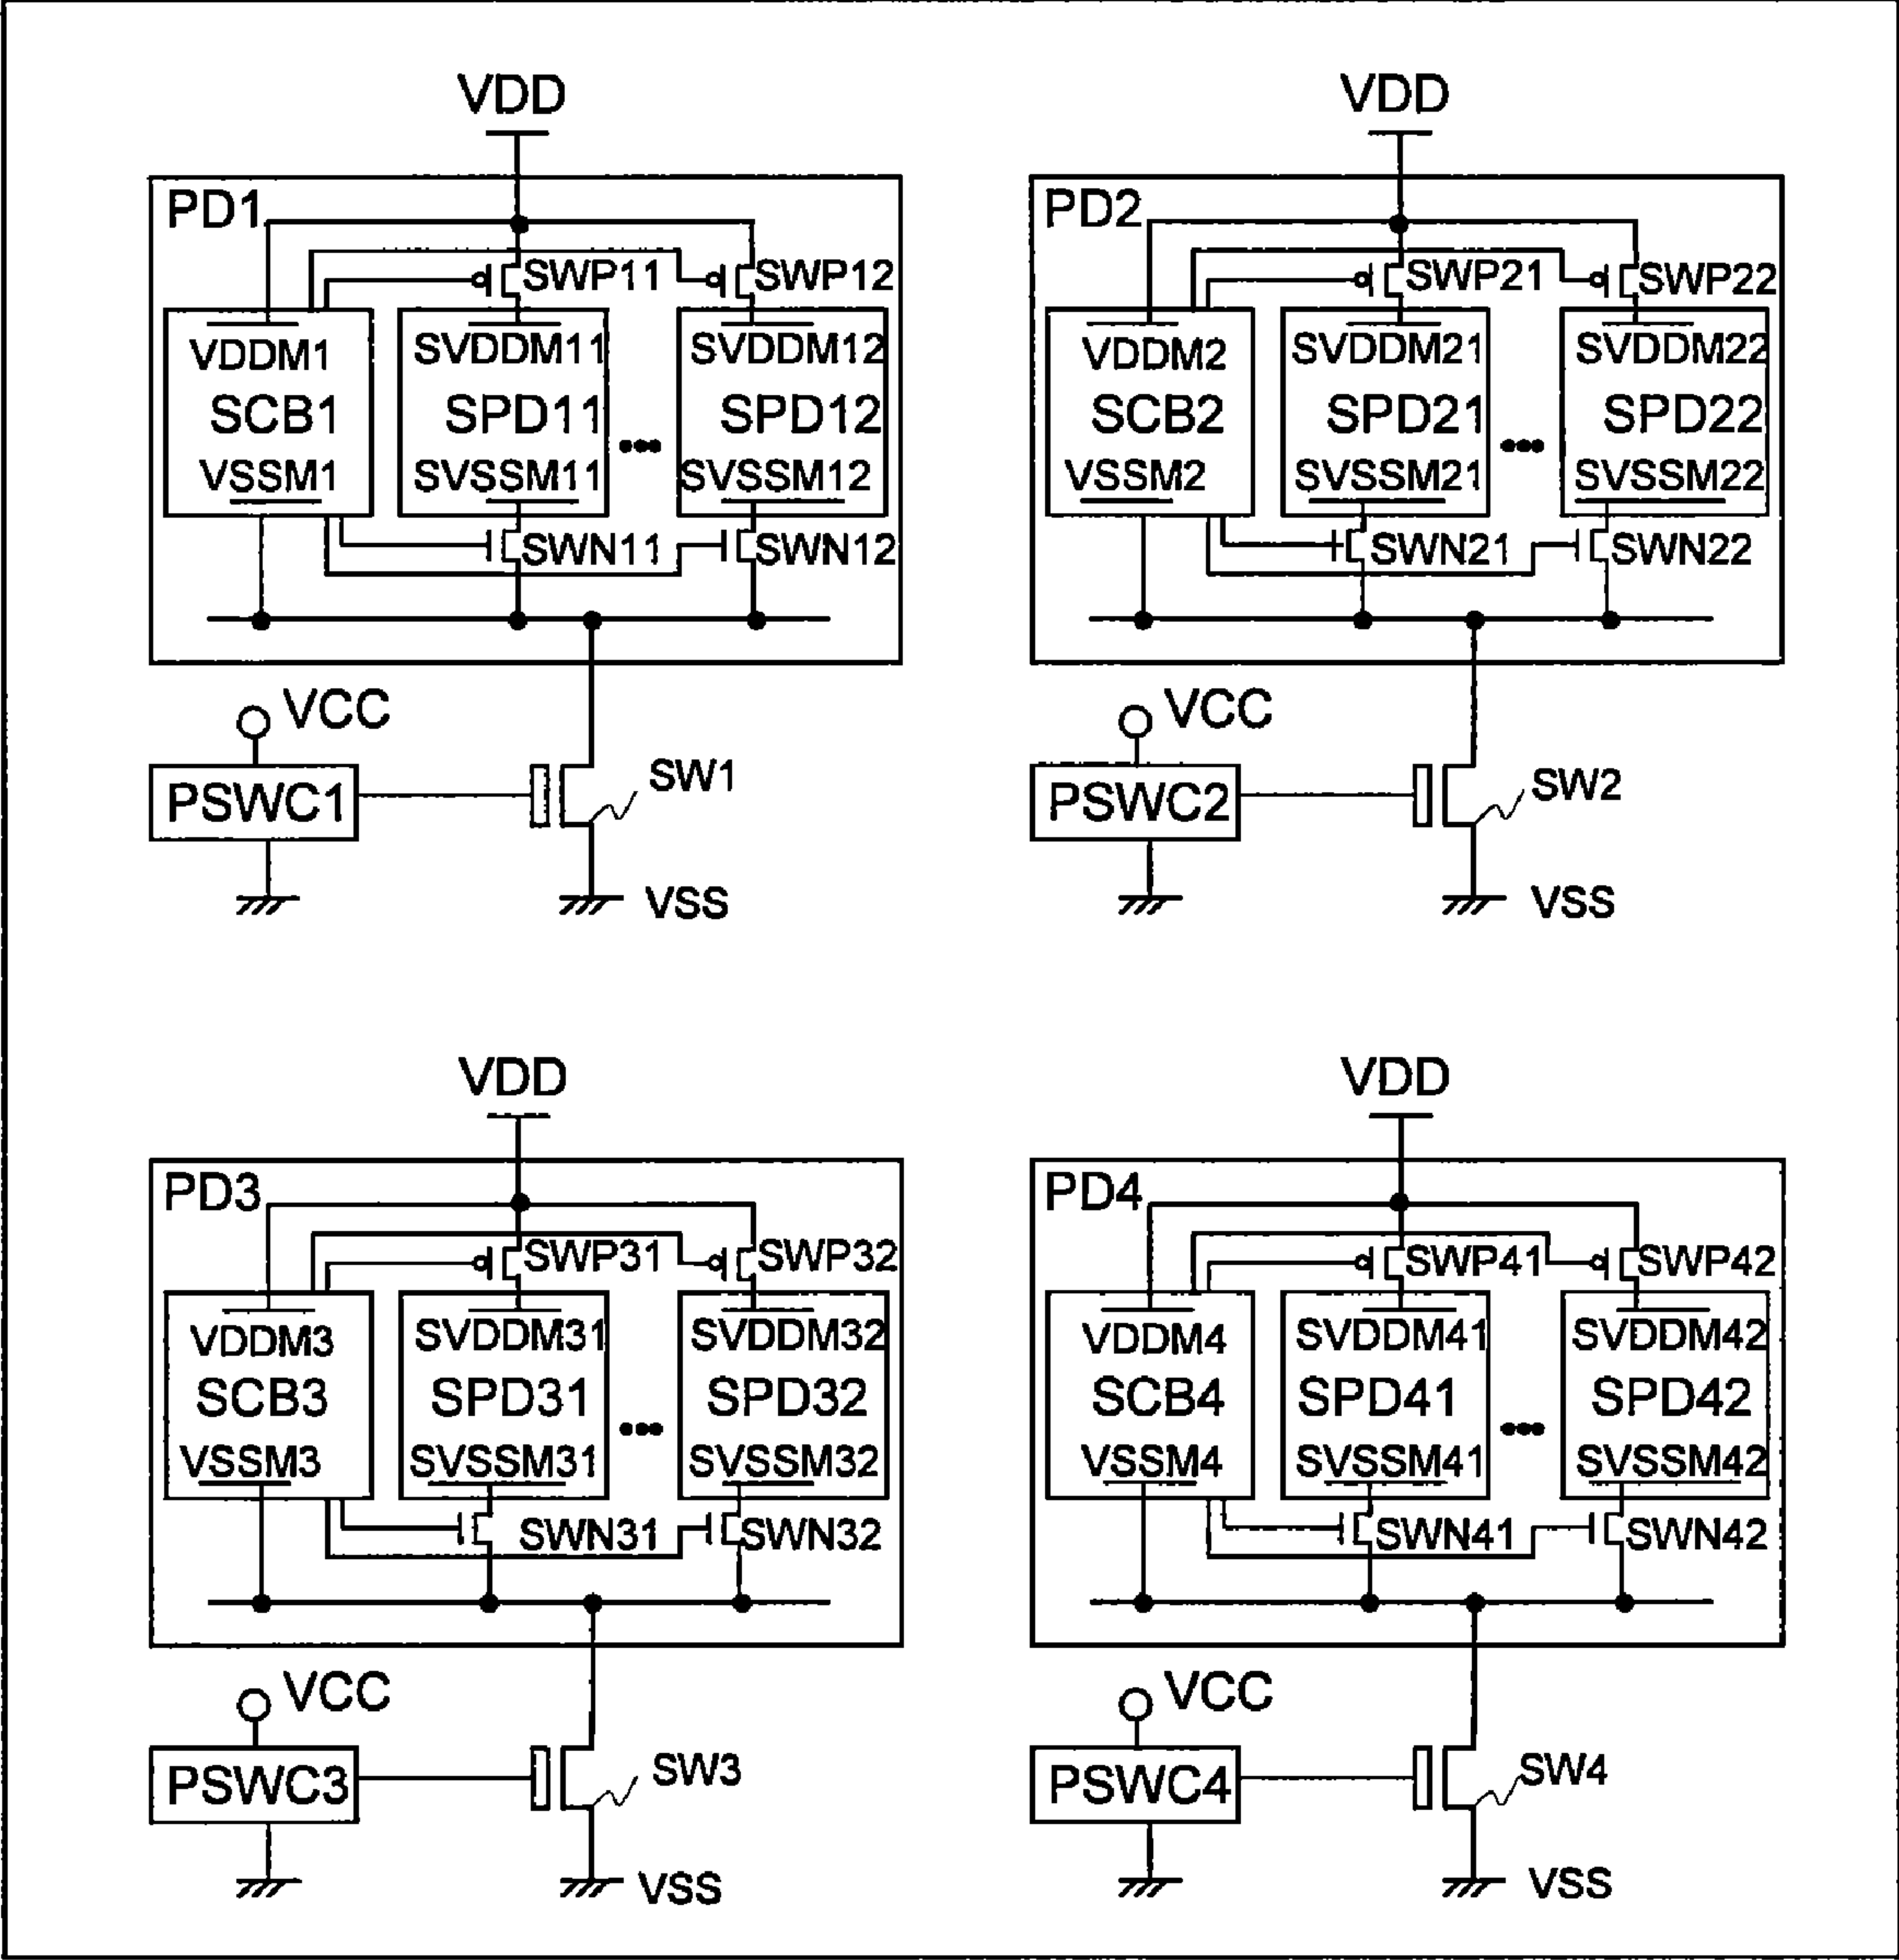 VDD
PD1
SWP11
SWP12
VDDM1
SVDDM11
SVDDM12
SCB1
SPD11
SPD12
VSSM1
SVSSM11
SVSSM12
SWN11
SWN12
VCC
PSWC1
SW1
VSS
VDD
PD2
SWP21
SWP22
VDDM2
SVDDM21
SVDDM22
SCB2
SPD21
SPD22
VSSM2
SVSSM21
SVSSM22
SWN21
SWN22
VCC
PSWC2
SW2
VSS
VDD
PD3
SWP31
SWP32
VDDM3
SVDDM31
SVDDM32
SCB3
SPD31
SPD32
VSSM3
SVSSM31
SVSSM32
SWN31
SWN32
VCC
PSWC3
SW3
VSS
VDD
PD4
SWP41
SWP42
VDDM4
SVDDM41
SVDDM42
SCB4
SPD41
SPD42
VSSM4
SVSSM41
SVSSM42
SWN41
SWN42
VCC
PSWC4
SW4
VSS